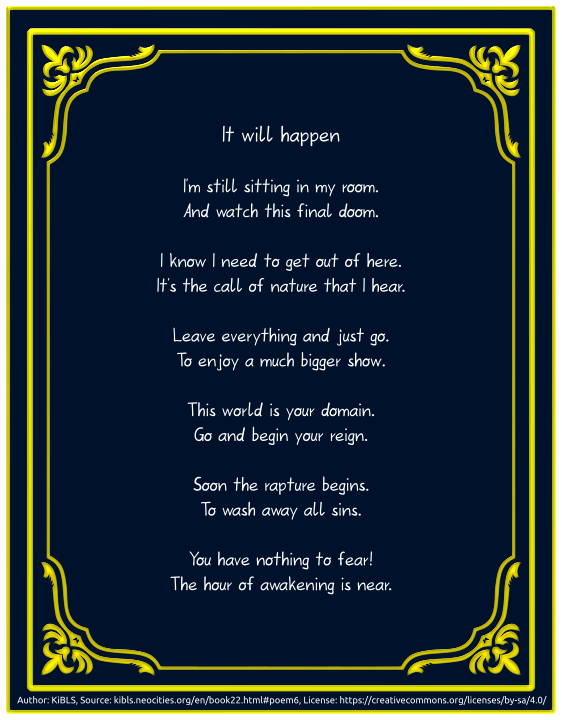 It will happen
I'm still sitting in my room.
And watch this final doom.
I know I need to get out of here.
It's the call of nature that I hear.
Leave everything and just go.
To enjoy a much bigger show.
This world is your domain.
Go and begin your reign.
Soon the rapture begins.
To wash away all sins.
You have nothing to fear!
The hour of awakening is near.
Author: KiBLS, Source: kibls.neocities.org/en/book22.html#poem6, License: https://creativecommons.org/licenses/by-sa/4.0/